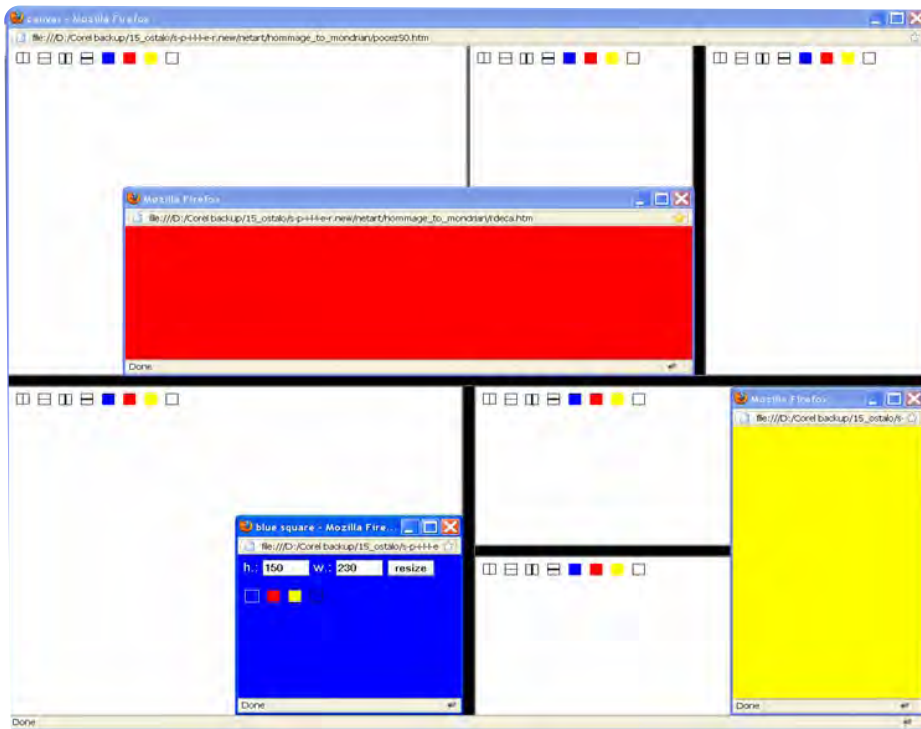 canvas - Mozilla Firefox
file:///D:/Corel backup/15_ostalo/s-p-i-l-l-e-r.new/netart/hommage_to_mondrian/pocez50.htm
Mozilla Firefox
file:///D:/Corel backup/15_ostalo/s-p-i-l-l-e-r.new/netart/hommage_to_mondrian/rdeca.htm
Done
Mozilla Firefox
file:///D:/Corel backup/15_ostalo/s-
blue square - Mozilla Fire...
file:///D:/Corel backup/15_ostalo/s-p-i-l-l-e
h.: 150 w.: 230 resize
Done
Done
Done